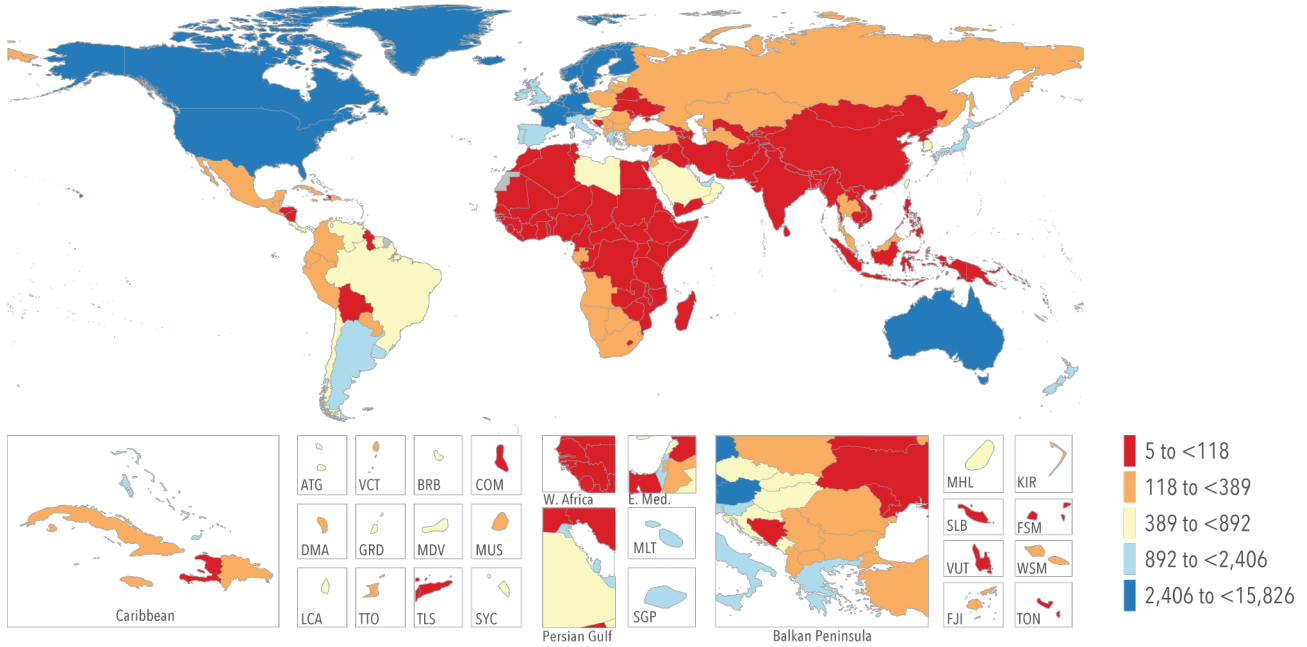 Caribbean
ATG
VCT
BRB
COM
DMA
GRD
MDV
MUS
LCA
TTO
TLS
SYC
W. Africa
E. Med.
Persian Gulf
MLT
SGP
Balkan Peninsula
MHL
KIR
SLB
FSM
VUT
WSM
FJI
TON
5 to <118
118 to <389
389 to <892
892 to <2,406
2,406 to <15,826